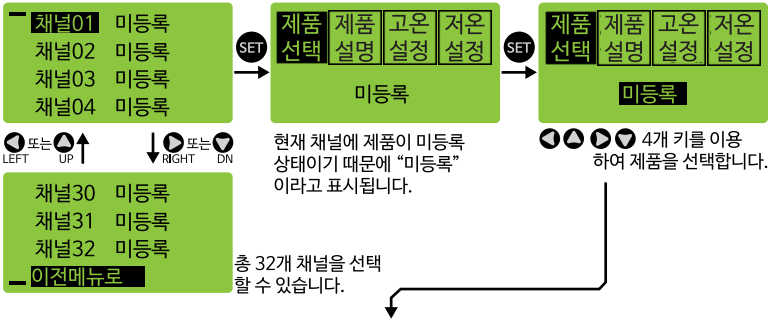 채널01 미등록
채널02 미등록
채널03 미등록
채널04 미등록
LEFT 또는 UP
RIGHT 또는 DN
채널30 미등록
채널31 미등록
채널32 미등록
이전메뉴로
총 32개 채널을 선택
할 수 있습니다.
SET
제품 제품 고온 저온
선택 설명 설정 설정
미등록
현재 채널에 제품이 미등록
상태이기 때문에 “미등록”
이라고 표시됩니다.
SET
제품 제품 고온 저온
선택 설명 설정 설정
미등록
4개 키를 이용
하여 제품을 선택합니다.